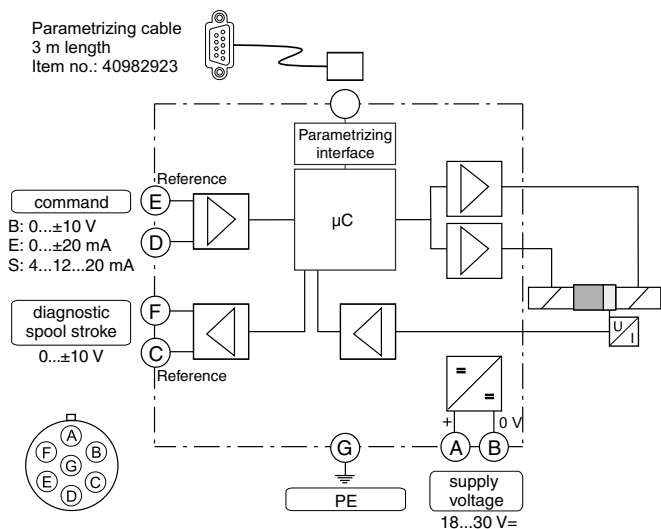 Parametrizing cable
3 m length
Item no.: 40982923
Parametrizing
interface
Reference
E
command
B: 0...±10 V
E: 0...±20 mA
S: 4...12...20 mA
D
µC
F
diagnostic
spool stroke
0...±10 V
C
Reference
U
I
=
=
+
0 V
G
A
B
PE
supply
voltage
18...30 V=
A
F
B
G
E
C
D